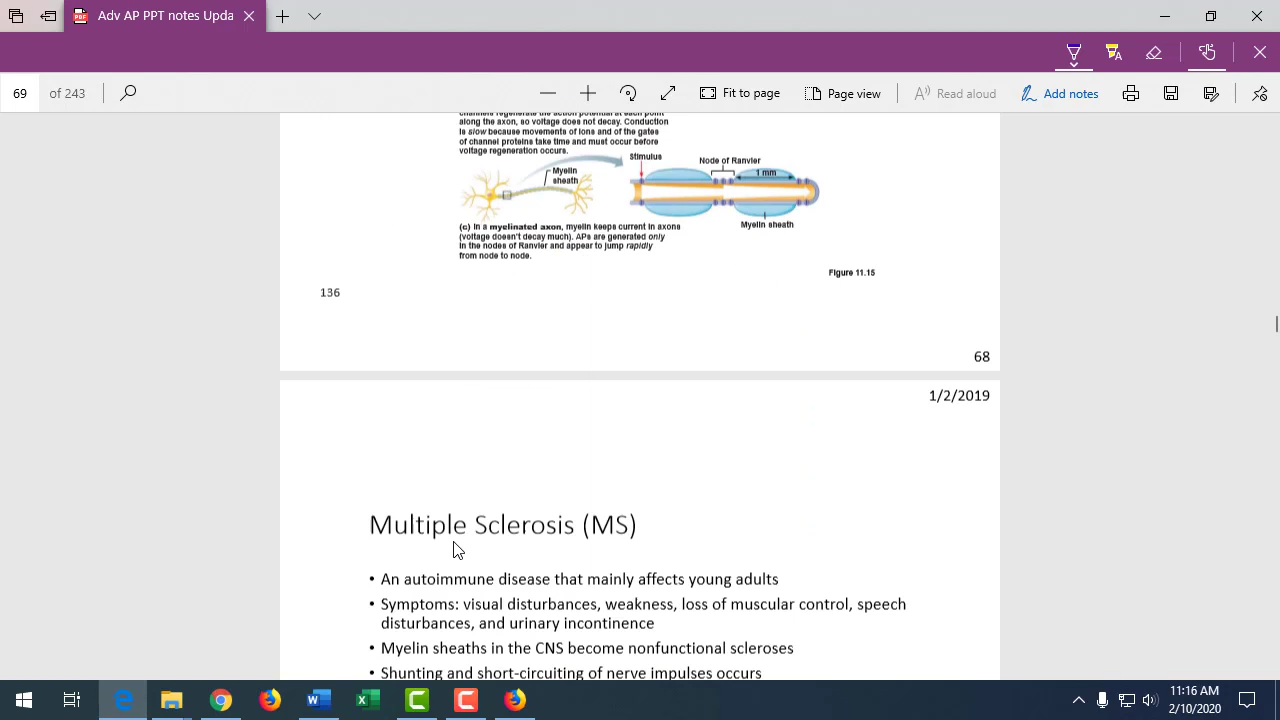 Adv AP PPT Notes Upda
69 of 243
Fit to page
Page view
Read aloud
Add notes
channels regenerate the action potential at each point
along the axon, so voltage does not decay. Conduction
is slow because movements of ions and of the gates
of channel proteins take time and must occur before
voltage regeneration occurs.
Stimulus
Node of Ranvier
1 mm
Myelin
sheath
Myelin sheath
(c) In a myelinated axon, myelin keeps current in axons
(voltage doesn't decay much). APs are generated only
in the nodes of Ranvier and appear to jump rapidly
from node to node.
Figure 11.15
136
68
1/2/2019
Multiple Sclerosis (MS)
• An autoimmune disease that mainly affects young adults
• Symptoms: visual disturbances, weakness, loss of muscular control, speech
disturbances, and urinary incontinence
• Myelin sheaths in the CNS become nonfunctional scleroses
• Shunting and short-circuiting of nerve impulses occurs
11:16 AM
2/10/2020